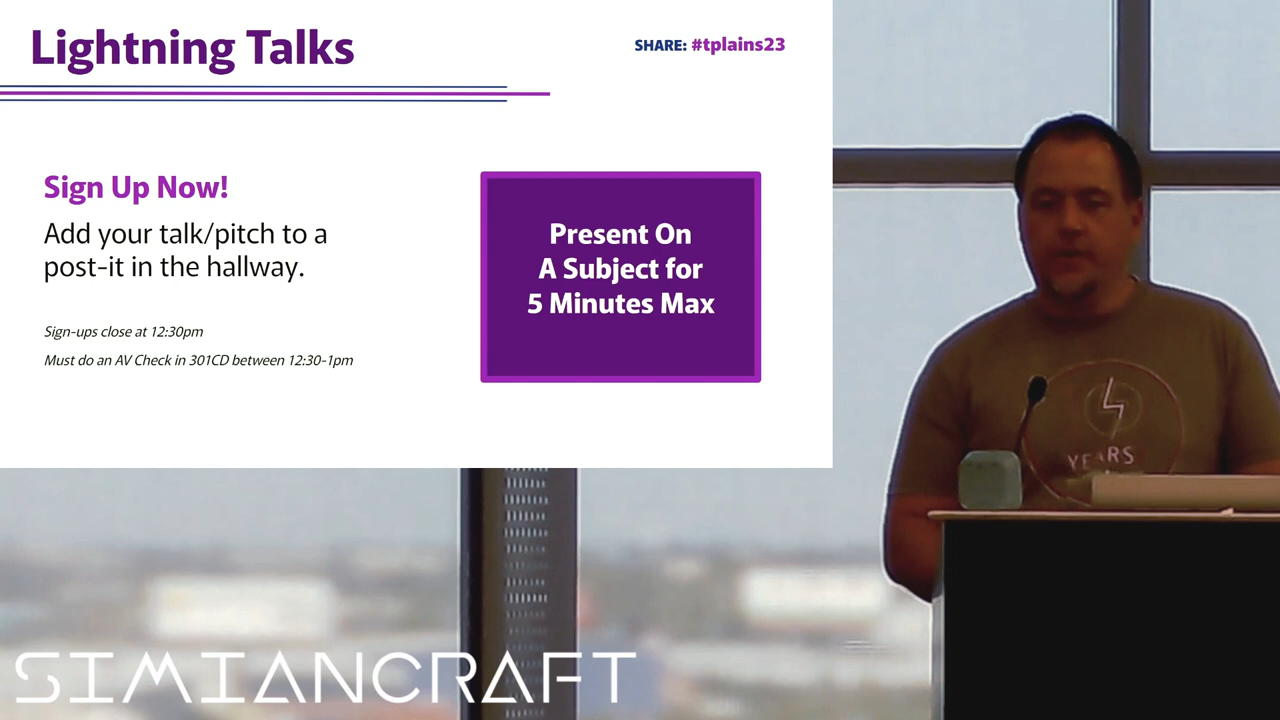 Lightning Talks
SHARE: #tplains23
Sign Up Now!
Add your talk/pitch to a
post-it in the hallway.
Sign-ups close at 12:30pm
Must do an AV Check in 301CD between 12:30-1pm
Present On
A Subject for
5 Minutes Max
YEARS
SIMIANCRAFT